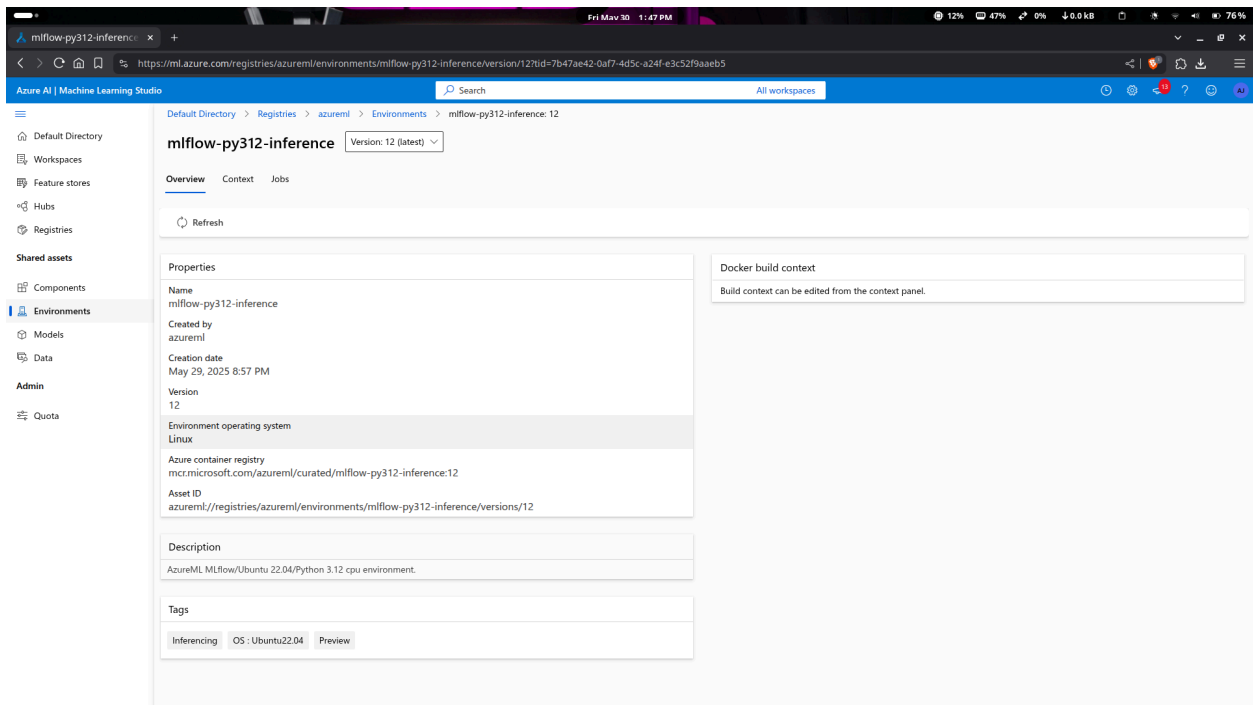 Fri May 30 1:47 PM
12% 47% 0% ↓0.0 kB 76%
mlflow-py312-inference
https://ml.azure.com/registries/azureml/environments/mlflow-py312-inference/version/12?tid=7b47ae42-0af7-4d5c-a24f-e3c52f9aaeb5
Azure AI | Machine Learning Studio
Search
All workspaces
13
AJ
Default Directory > Registries > azureml > Environments > mlflow-py312-inference: 12
Default Directory
Workspaces
Feature stores
Hubs
Registries
Shared assets
Components
Environments
Models
Data
Admin
Quota
mlflow-py312-inference
Version: 12 (latest)
Overview Context Jobs
Refresh
Properties
Name
mlflow-py312-inference
Created by
azureml
Creation date
May 29, 2025 8:57 PM
Version
12
Environment operating system
Linux
Azure container registry
mcr.microsoft.com/azureml/curated/mlflow-py312-inference:12
Asset ID
azureml://registries/azureml/environments/mlflow-py312-inference/versions/12
Description
AzureML MLflow/Ubuntu 22.04/Python 3.12 cpu environment.
Tags
Inferencing OS : Ubuntu22.04 Preview
Docker build context
Build context can be edited from the context panel.